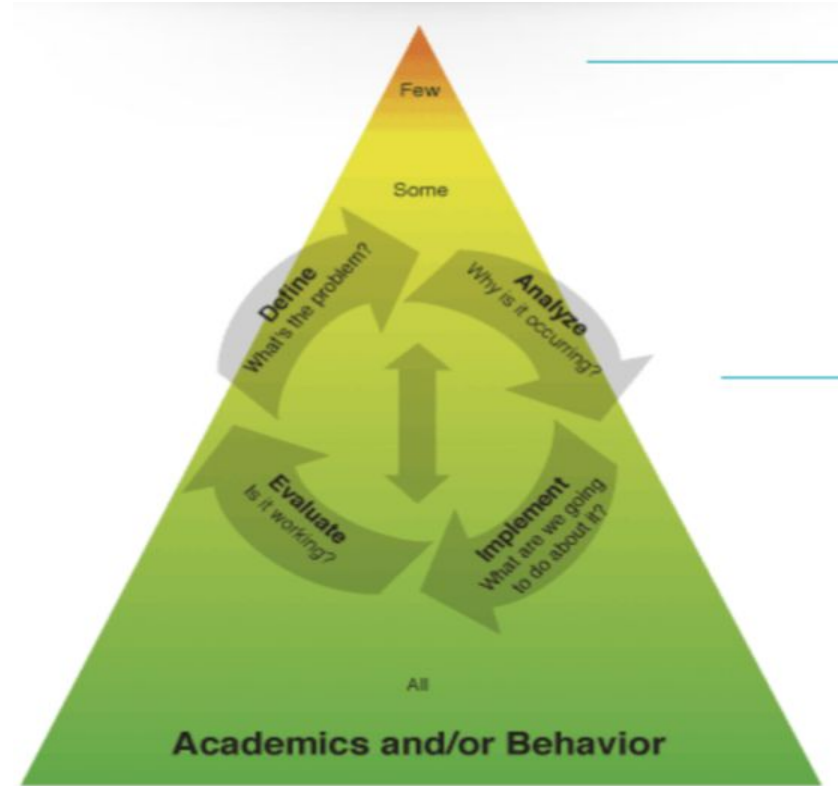 Few
Some
Define
What's the problem?
Analyze
Why is it occurring?
Implement
What are we going
to do about it?
Evaluate
Is it working?
All
Academics and/or Behavior